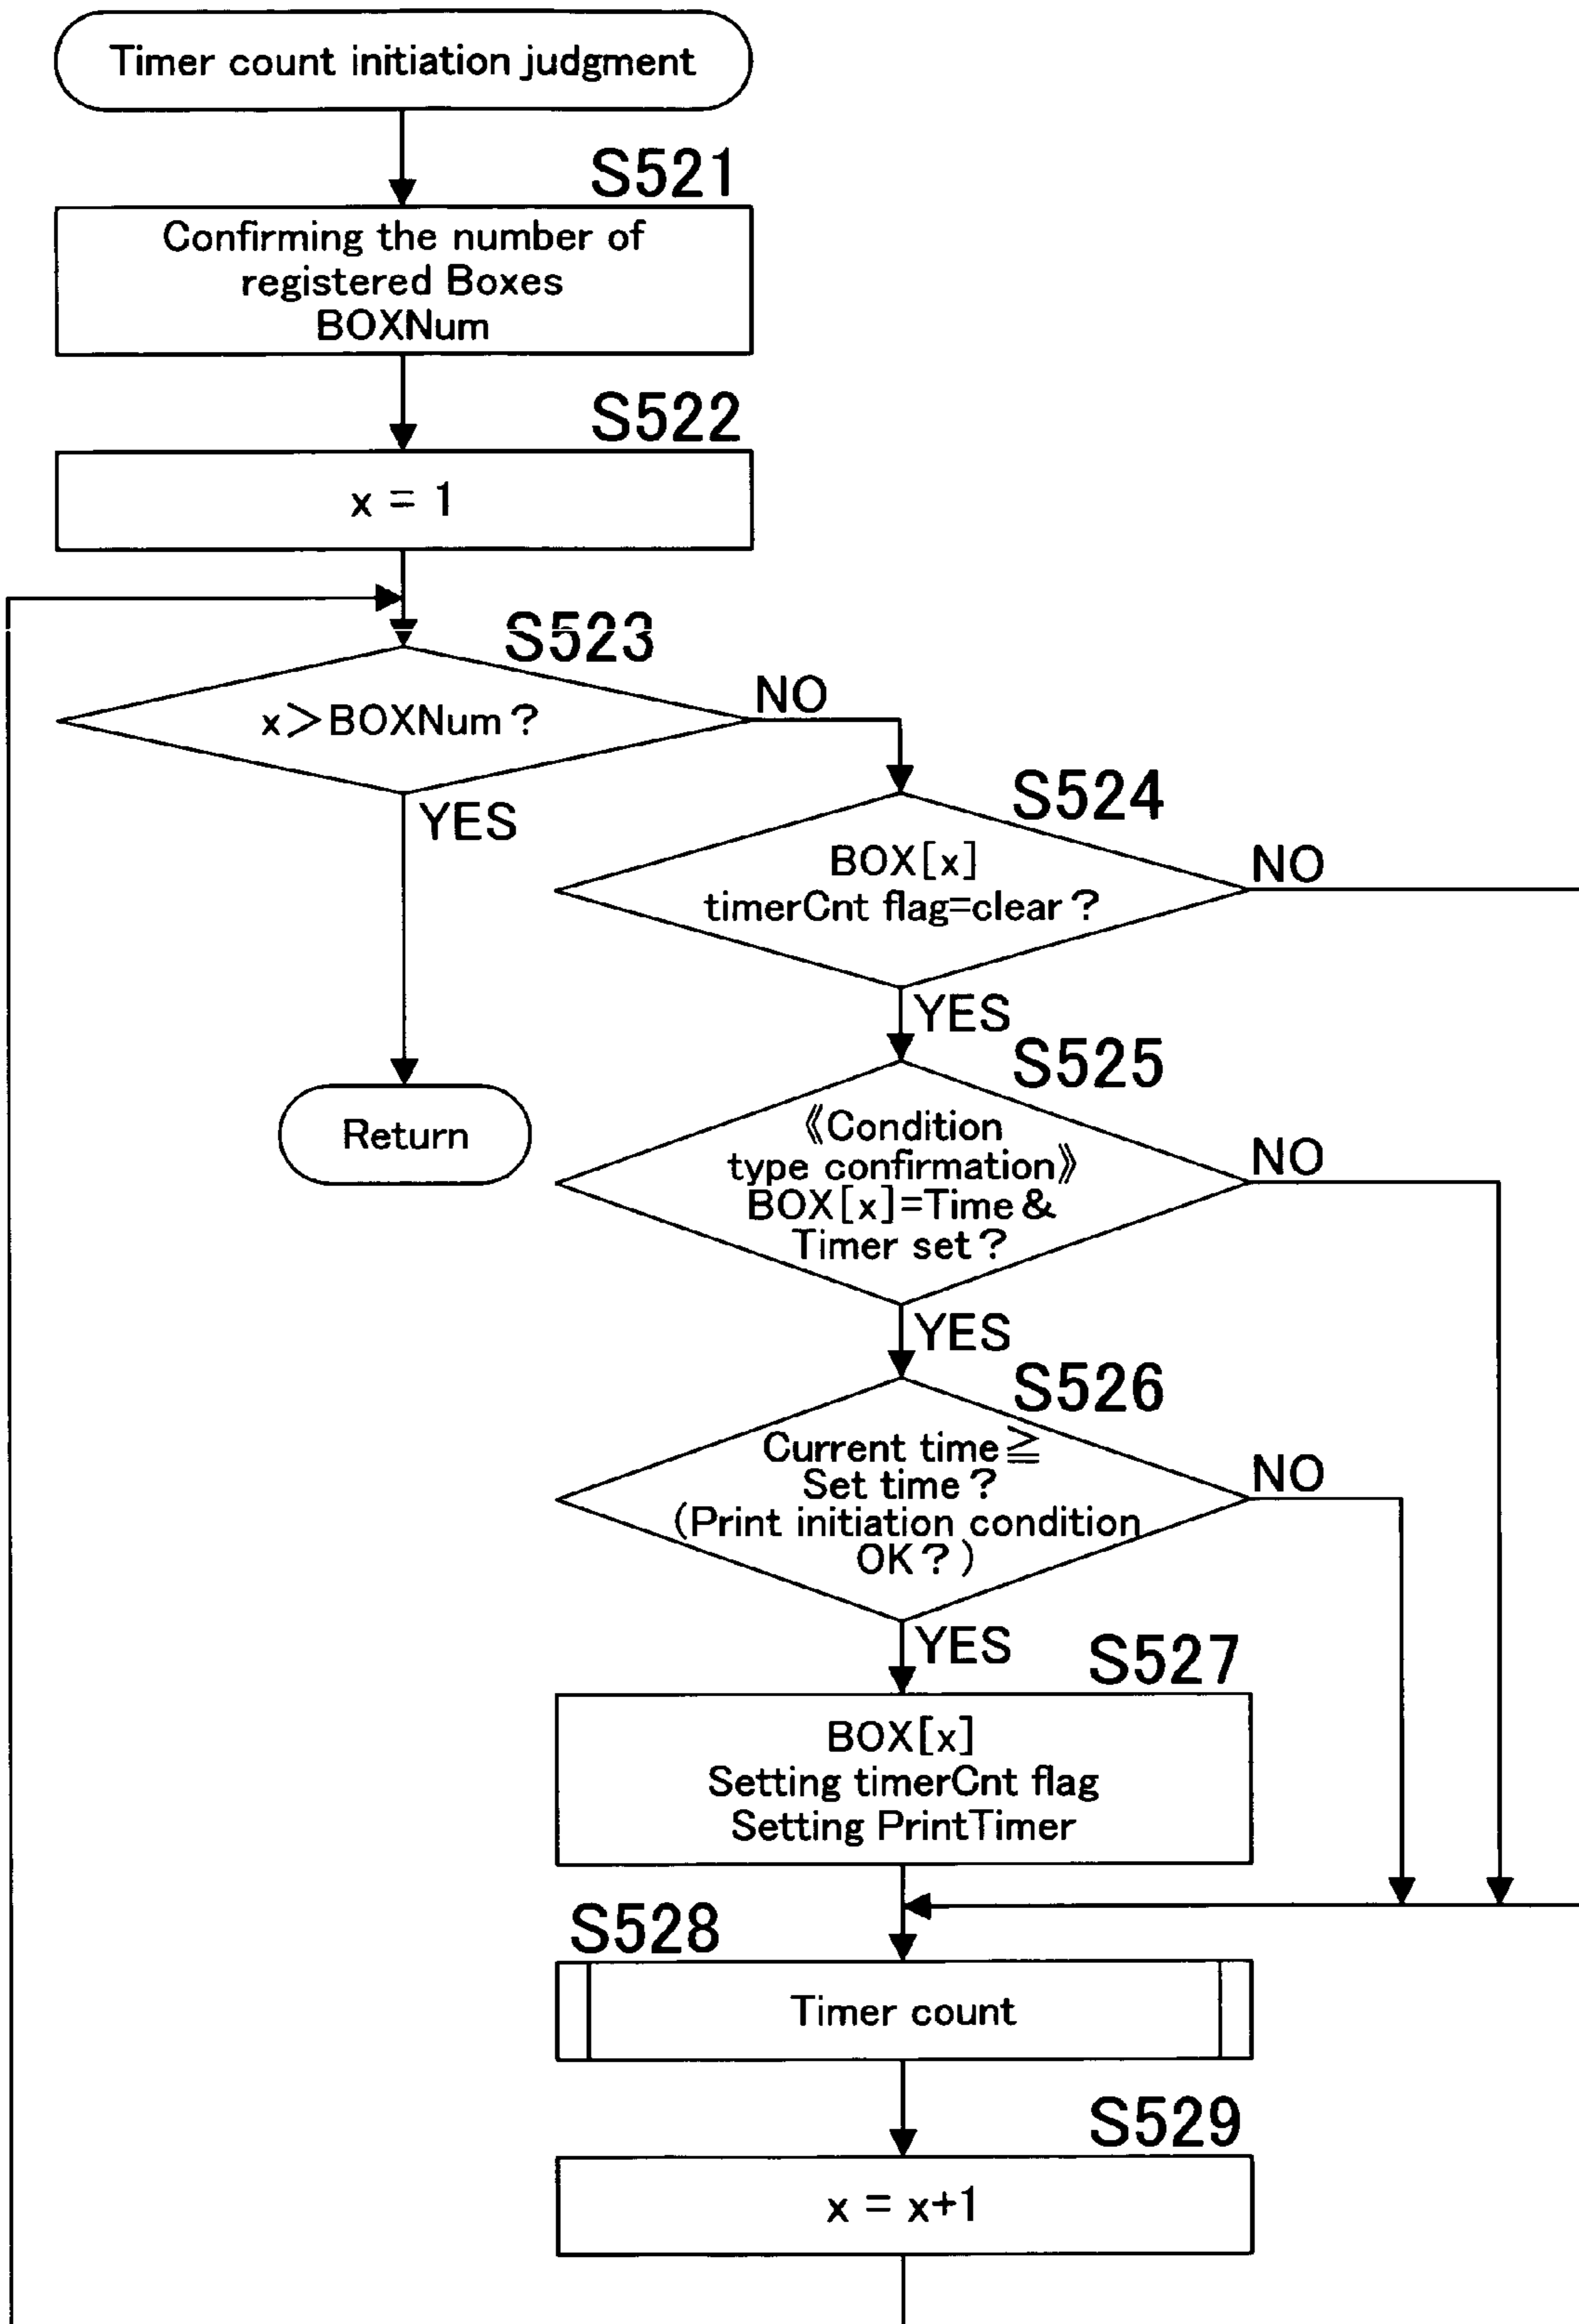 Timer count initiation judgment
S521
Confirming the number of
registered Boxes
BOXNum
S522
x = 1
S523
x＞BOXNum?
NO
YES
S524
BOX[x]
timerCnt flag=clear?
NO
YES
Return
S525
《Condition
type confirmation》
BOX[x]=Time &
Timer set?
NO
YES
S526
Current time≧
Set time?
(Print initiation condition
OK?)
NO
YES
S527
BOX[x]
Setting timerCnt flag
Setting PrintTimer
S528
Timer count
S529
x = x+1